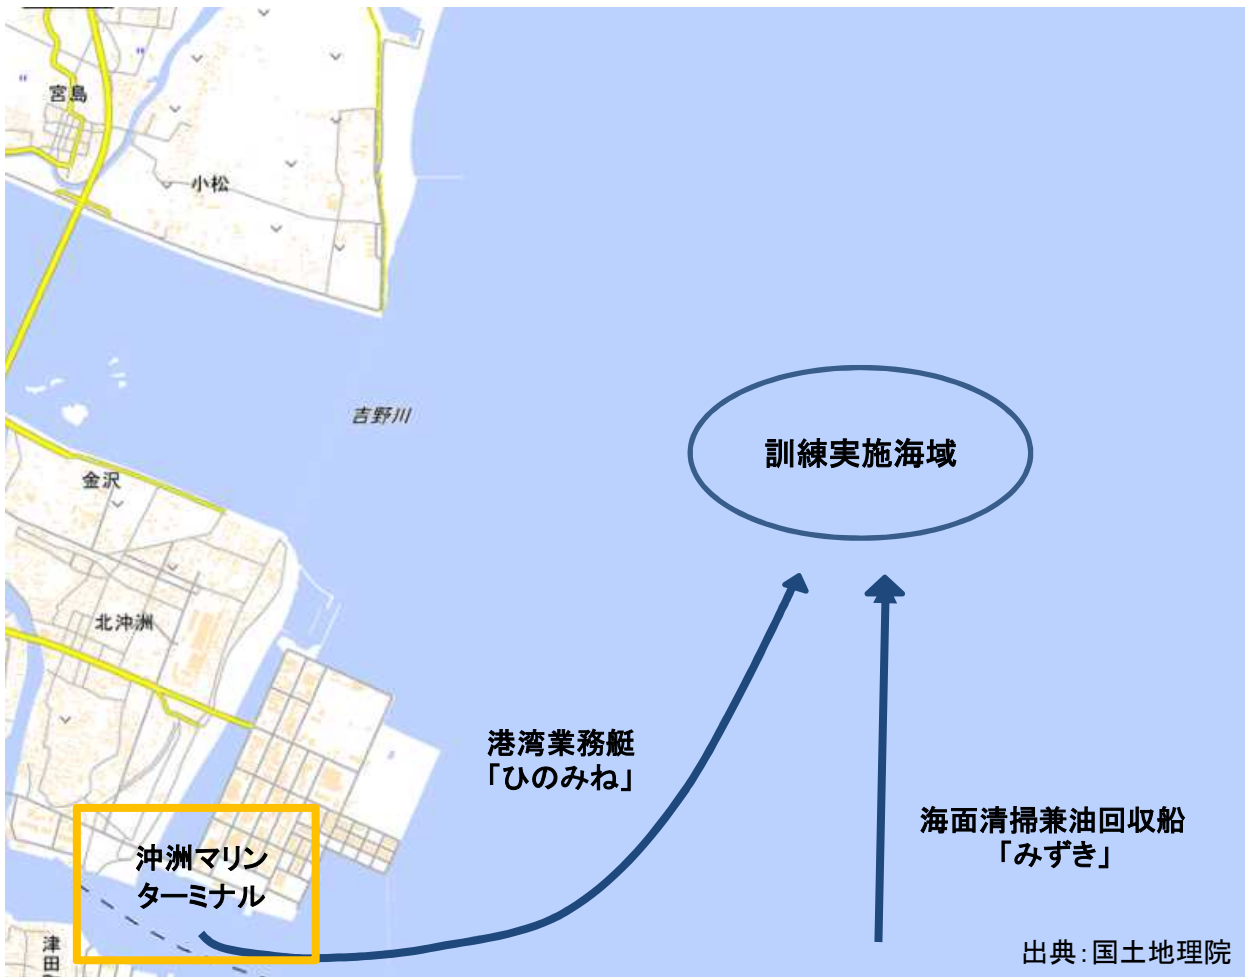 宮島
小松
吉野川
訓練実施海域
金沢
北沖洲
港湾業務艇
「ひのみね」
海面清掃兼油回収船
「みずき」
沖洲マリン
ターミナル
津田
出典：国土地理院